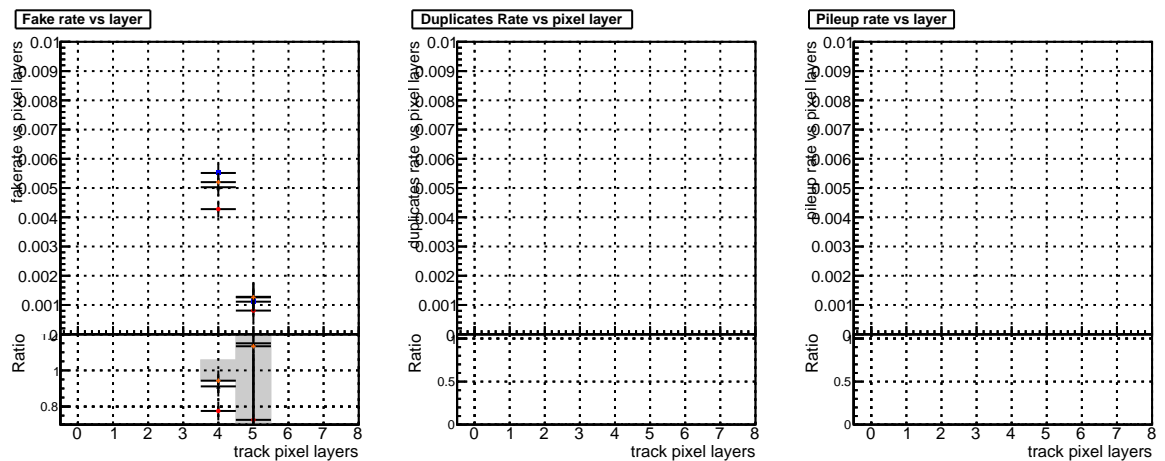 Fake rate vs layer
fakerate vs pixel layers
0.01
0.009
0.008
0.007
0.006
0.005
0.004
0.003
0.002
0.001
0
Ratio
1
0.8
0 1 2 3 4 5 6 7 8
track pixel layers
Duplicates Rate vs pixel layer
duplicates rate vs pixel layers
0.01
0.009
0.008
0.007
0.006
0.005
0.004
0.003
0.002
0.001
0
Ratio
1
0.5
0
0 1 2 3 4 5 6 7 8
track pixel layers
Pileup rate vs layer
pileup rate vs pixel layers
0.01
0.009
0.008
0.007
0.006
0.005
0.004
0.003
0.002
0.001
0
Ratio
1
0.5
0
0 1 2 3 4 5 6 7 8
track pixel layers